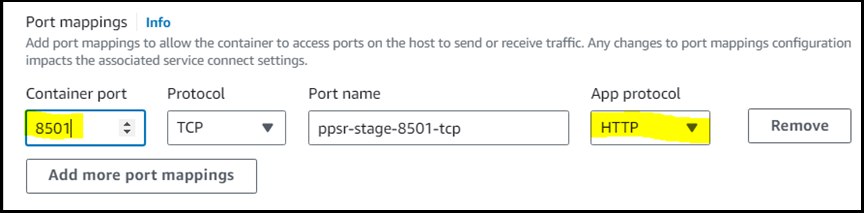 Port mappings Info
Add port mappings to allow the container to access ports on the host to send or receive traffic. Any changes to port mappings configuration
impacts the associated service connect settings.
Container port Protocol Port name App protocol
8501 TCP ppsr-stage-8501-tcp HTTP Remove
Add more port mappings